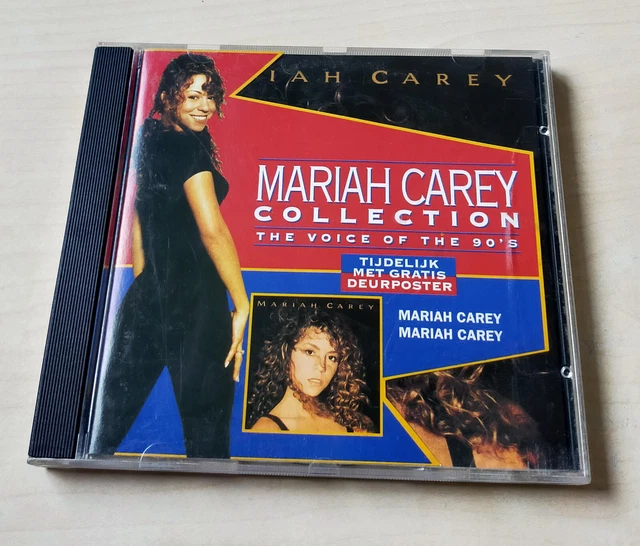 IAH CAREY
MARIAH CAREY
COLLECTION
THE VOICE OF THE 90'S
TIJDELIJK
MET GRATIS
DEURPOSTER
MARIAH CAREY
MARIAH CAREY
MARIAH CAREY